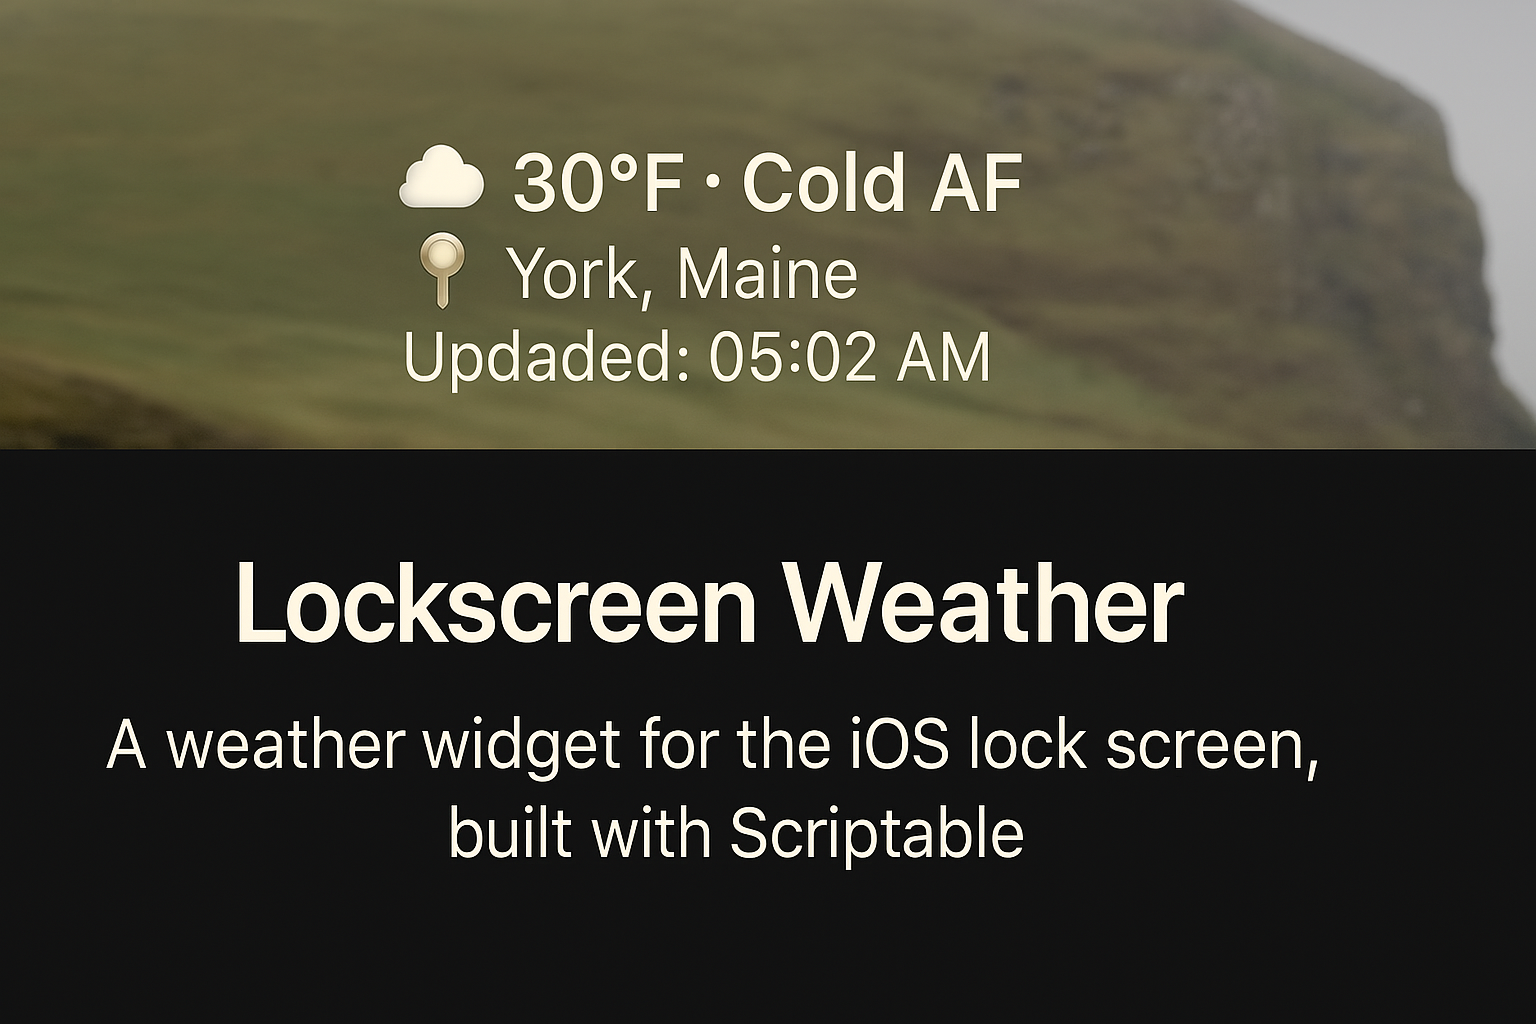 30°F · Cold AF
York, Maine
Updaded: 05:02 AM
Lockscreen Weather
A weather widget for the iOS lock screen,
built with Scriptable